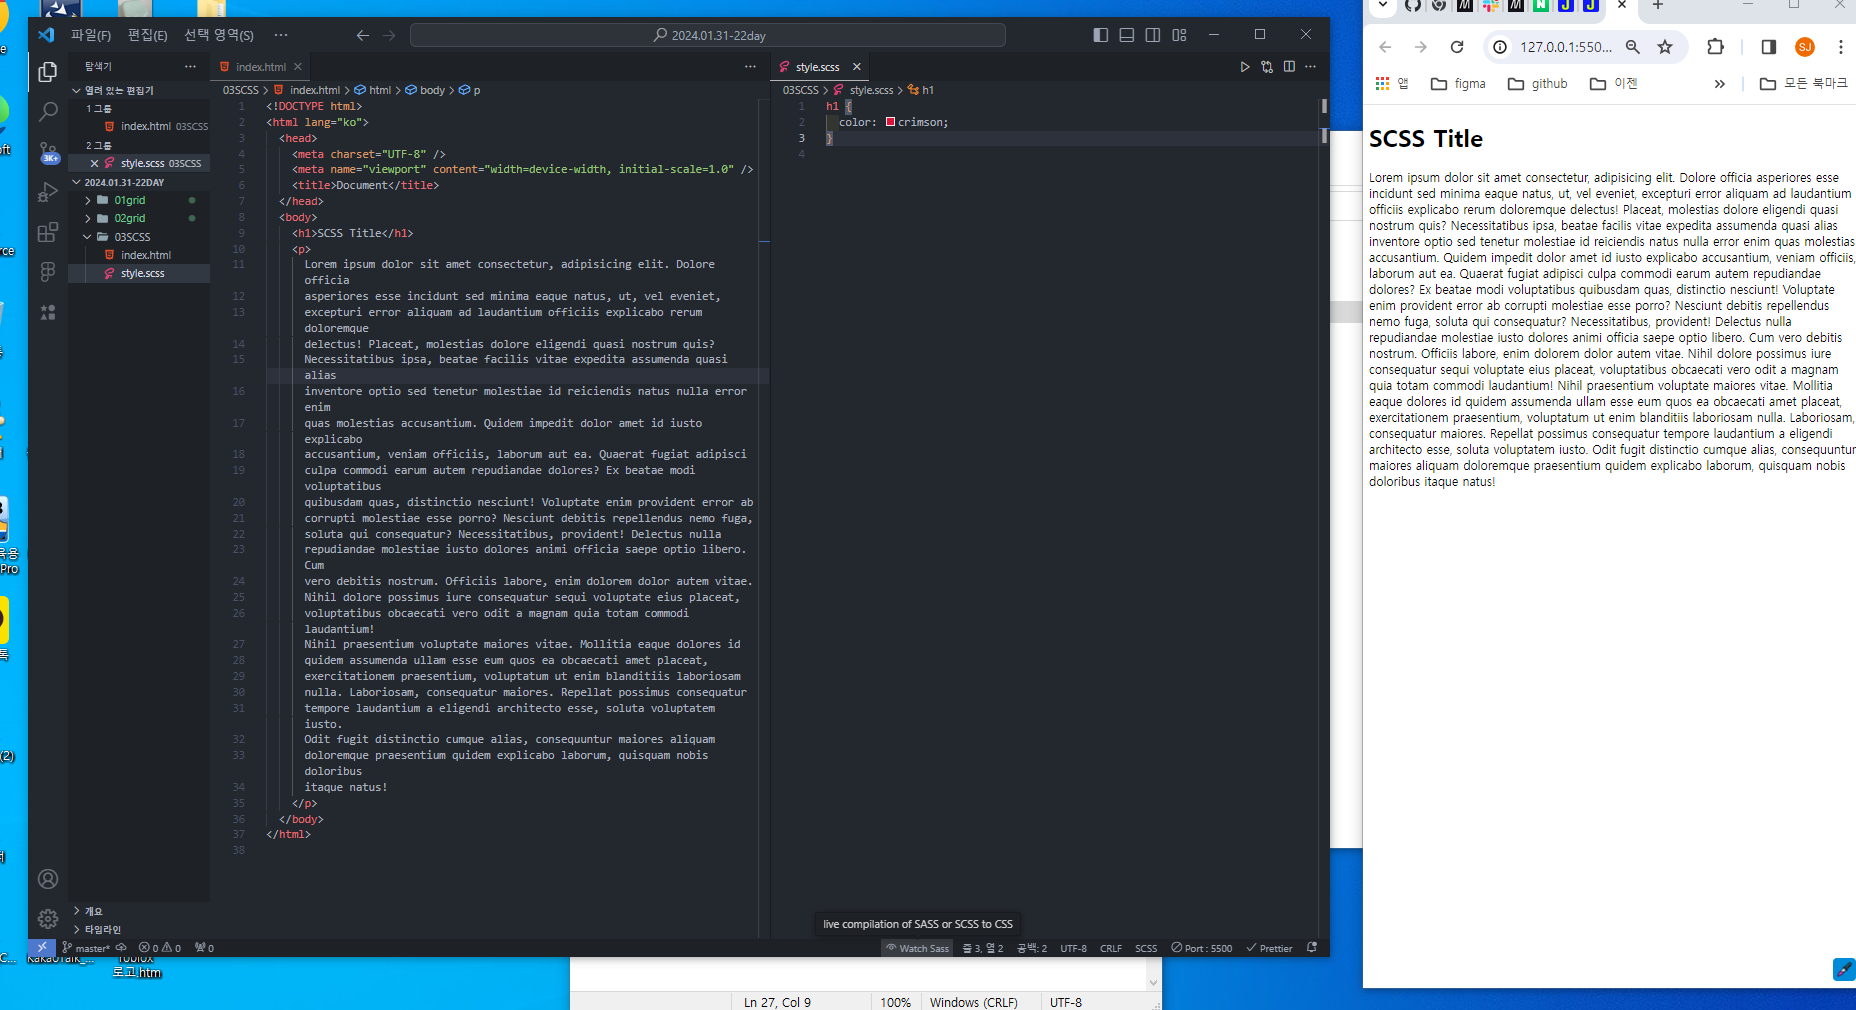 파일(F) 편집(E) 선택 영역(S) ···
2024.01.31-22day
탐색기 ···
열려 있는 편집기
1 그룹
index.html 03SCSS
2 그룹
style.scss 03SCSS
2024.01.31-22DAY
01grid
02grid
03SCSS
index.html
style.scss
개요
타임라인
3K+
index.html
03SCSS > index.html > html > body > p
1 <!DOCTYPE html>
2 <html lang="ko">
3 <head>
4 <meta charset="UTF-8" />
5 <meta name="viewport" content="width=device-width, initial-scale=1.0" />
6 <title>Document</title>
7 </head>
8 <body>
9 <h1>SCSS Title</h1>
10 <p>
11 Lorem ipsum dolor sit amet consectetur, adipisicing elit. Dolore
officia
12 asperiores esse incidunt sed minima eaque natus, ut, vel eveniet,
13 excepturi error aliquam ad laudantium officiis explicabo rerum
doloremque
14 delectus! Placeat, molestias dolore eligendi quasi nostrum quis?
15 Necessitatibus ipsa, beatae facilis vitae expedita assumenda quasi
alias
16 inventore optio sed tenetur molestiae id reiciendis natus nulla error
enim
17 quas molestias accusantium. Quidem impedit dolor amet id iusto
explicabo
18 accusantium, veniam officiis, laborum aut ea. Quaerat fugiat adipisci
19 culpa commodi earum autem repudiandae dolores? Ex beatae modi
voluptatibus
20 quibusdam quas, distinctio nesciunt! Voluptate enim provident error ab
21 corrupti molestiae esse porro? Nesciunt debitis repellendus nemo fuga,
22 soluta qui consequatur? Necessitatibus, provident! Delectus nulla
23 repudiandae molestiae iusto dolores animi officia saepe optio libero.
Cum
24 vero debitis nostrum. Officiis labore, enim dolorem dolor autem vitae.
25 Nihil dolore possimus iure consequatur sequi voluptate eius placeat,
26 voluptatibus obcaecati vero odit a magnam quia totam commodi
laudantium!
27 Nihil praesentium voluptate maiores vitae. Mollitia eaque dolores id
28 quidem assumenda ullam esse eum quos ea obcaecati amet placeat,
29 exercitationem praesentium, voluptatum ut enim blanditiis laboriosam
30 nulla. Laboriosam, consequatur maiores. Repellat possimus consequatur
31 tempore laudantium a eligendi architecto esse, soluta voluptatem
iusto.
32 Odit fugit distinctio cumque alias, consequuntur maiores aliquam
33 doloremque praesentium quidem explicabo laborum, quisquam nobis
doloribus
34 itaque natus!
35 </p>
36 </body>
37 </html>
38
style.scss
03SCSS > style.scss > h1
1 h1 {
2 color: crimson;
3 }
4
live compilation of SASS or SCSS to CSS
master* 0 0 0 Watch Sass 줄 3, 열 2 공백: 2 UTF-8 CRLF SCSS Port : 5500 Prettier
로고.htm
Ln 27, Col 9 100% Windows (CRLF) UTF-8
127.0.0.1:550...
SJ
앱 figma github 이젠 » 모든 북마크
SCSS Title
Lorem ipsum dolor sit amet consectetur, adipisicing elit. Dolore officia asperiores esse
incidunt sed minima eaque natus, ut, vel eveniet, excepturi error aliquam ad laudantium
officiis explicabo rerum doloremque delectus! Placeat, molestias dolore eligendi quasi
nostrum quis? Necessitatibus ipsa, beatae facilis vitae expedita assumenda quasi alias
inventore optio sed tenetur molestiae id reiciendis natus nulla error enim quas molestias
accusantium. Quidem impedit dolor amet id iusto explicabo accusantium, veniam officiis,
laborum aut ea. Quaerat fugiat adipisci culpa commodi earum autem repudiandae
dolores? Ex beatae modi voluptatibus quibusdam quas, distinctio nesciunt! Voluptate
enim provident error ab corrupti molestiae esse porro? Nesciunt debitis repellendus
nemo fuga, soluta qui consequatur? Necessitatibus, provident! Delectus nulla
repudiandae molestiae iusto dolores animi officia saepe optio libero. Cum vero debitis
nostrum. Officiis labore, enim dolorem dolor autem vitae. Nihil dolore possimus iure
consequatur sequi voluptate eius placeat, voluptatibus obcaecati vero odit a magnam
quia totam commodi laudantium! Nihil praesentium voluptate maiores vitae. Mollitia
eaque dolores id quidem assumenda ullam esse eum quos ea obcaecati amet placeat,
exercitationem praesentium, voluptatum ut enim blanditiis laboriosam nulla. Laboriosam,
consequatur maiores. Repellat possimus consequatur tempore laudantium a eligendi
architecto esse, soluta voluptatem iusto. Odit fugit distinctio cumque alias, consequuntur
maiores aliquam doloremque praesentium quidem explicabo laborum, quisquam nobis
doloribus itaque natus!